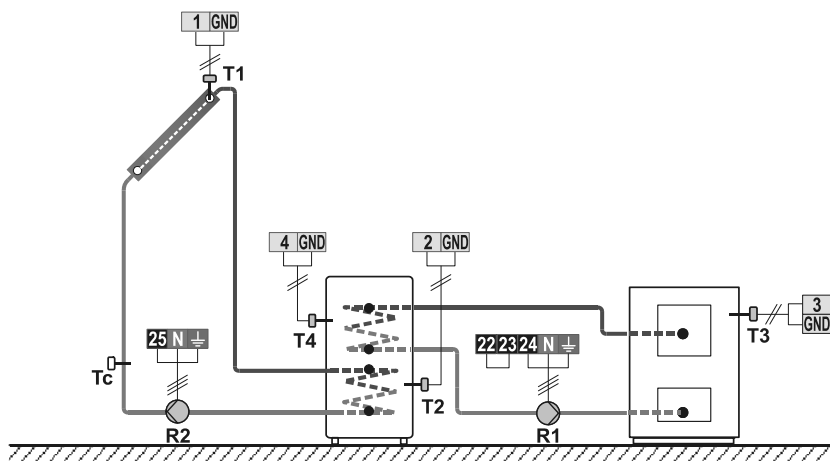 1 GND
T1
4 GND
2 GND
3
GND
T4
T3
25 N
22 23 24 N
Tc
T2
R2
R1